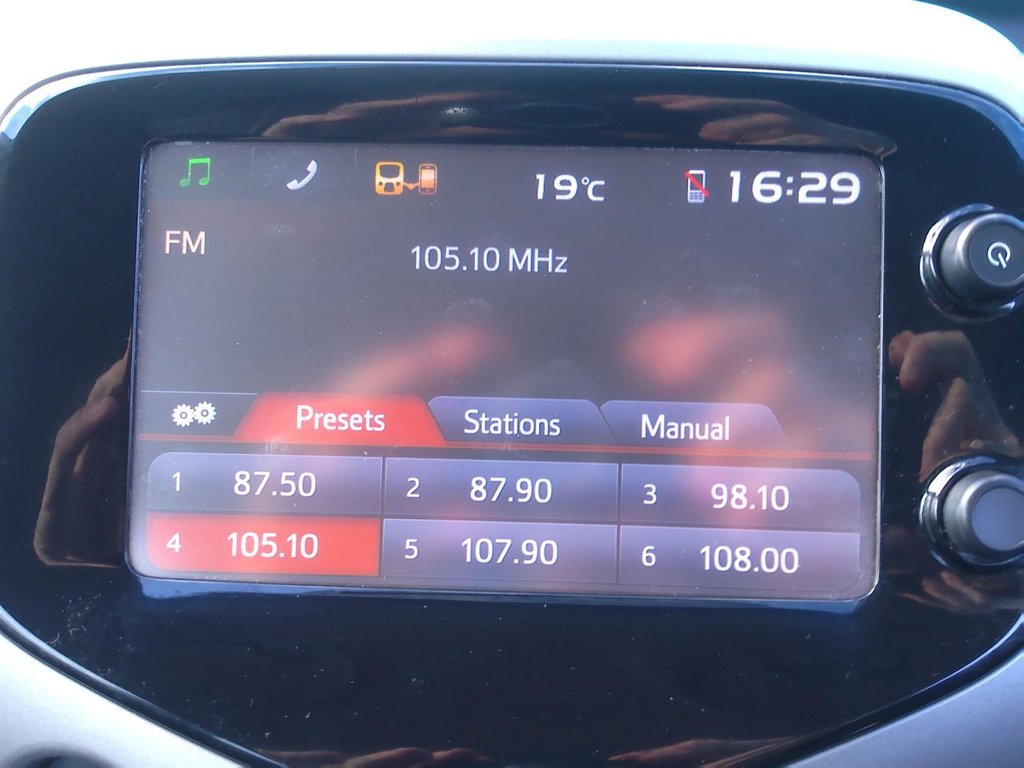 19°C 16:29
FM
105.10 MHz
Presets Stations Manual
1 87.50 2 87.90 3 98.10
4 105.10 5 107.90 6 108.00